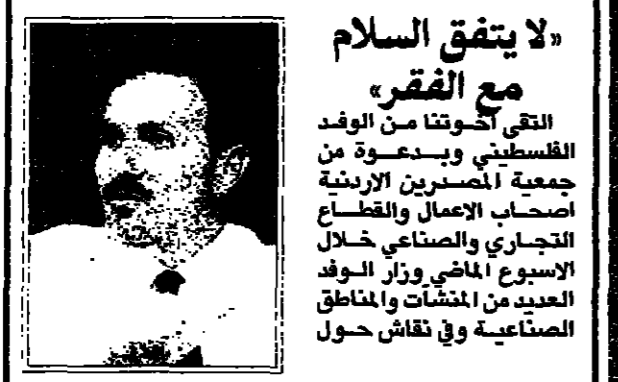 «لا يتفق السلام
مع الفقر»
التقى اخوتنا من الوفد
الفلسطيني وبدعوة من
جمعية المصدرين الاردنية
اصحاب الاعمال والقطاع
التجاري والصناعي خلال
الاسبوع الماضي وزار الوفد
العديد من المنشآت والمناطق
الصناعية وفي نقاش حول